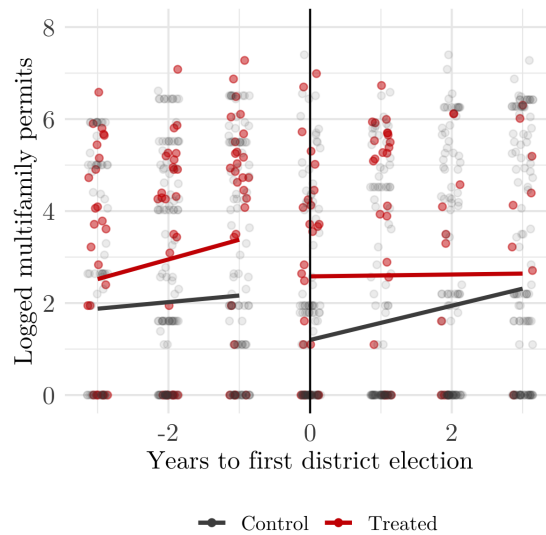 Logged multifamily permits
8
6
4
2
0
-2 0 2
Years to first district election
Control Treated